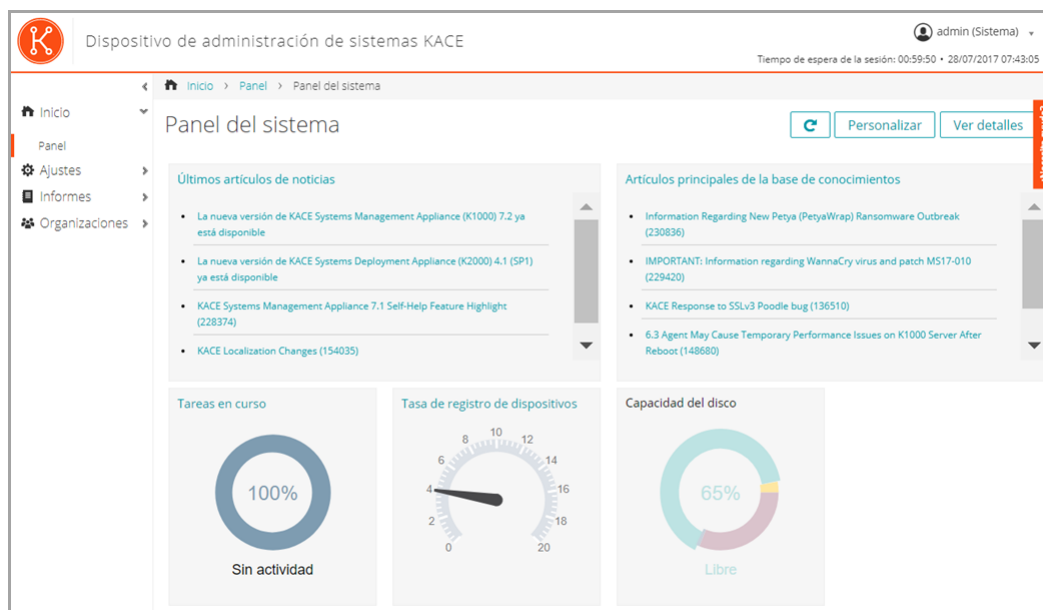 Dispositivo de administración de sistemas KACE
admin (Sistema)
Tiempo de espera de la sesión: 00:59:50 • 28/07/2017 07:43:05
Inicio > Panel > Panel del sistema
Inicio
Panel
Ajustes
Informes
Organizaciones
Panel del sistema
Personalizar
Ver detalles
Últimos artículos de noticias
La nueva versión de KACE Systems Management Appliance (K1000) 7.2 ya
está disponible
La nueva versión de KACE Systems Deployment Appliance (K2000) 4.1 (SP1)
ya está disponible
KACE Systems Management Appliance 7.1 Self-Help Feature Highlight
(228374)
KACE Localization Changes (154035)
Artículos principales de la base de conocimientos
Information Regarding New Petya (PetyaWrap) Ransomware Outbreak
(230836)
IMPORTANT: Information regarding WannaCry virus and patch MS17-010
(229420)
KACE Response to SSLv3 Poodle bug (136510)
6.3 Agent May Cause Temporary Performance Issues on K1000 Server After
Reboot (148680)
Tareas en curso
100%
Sin actividad
Tasa de registro de dispositivos
0
2
4
6
8
10
12
14
16
18
20
Capacidad del disco
65%
Libre